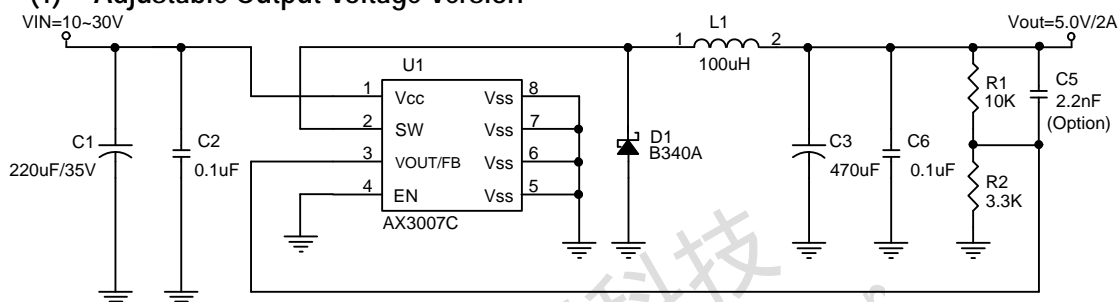 (1) Adjustable Output Voltage Version
VIN=10~30V
Vout=5.0V/2A
L1
1
2
100uH
U1
1
Vcc
Vss
8
2
SW
Vss
7
3
VOUT/FB
Vss
6
4
EN
Vss
5
AX3007C
C1
220uF/35V
C2
0.1uF
D1
B340A
C3
470uF
C6
0.1uF
R1
10K
C5
2.2nF
(Option)
R2
3.3K
科技